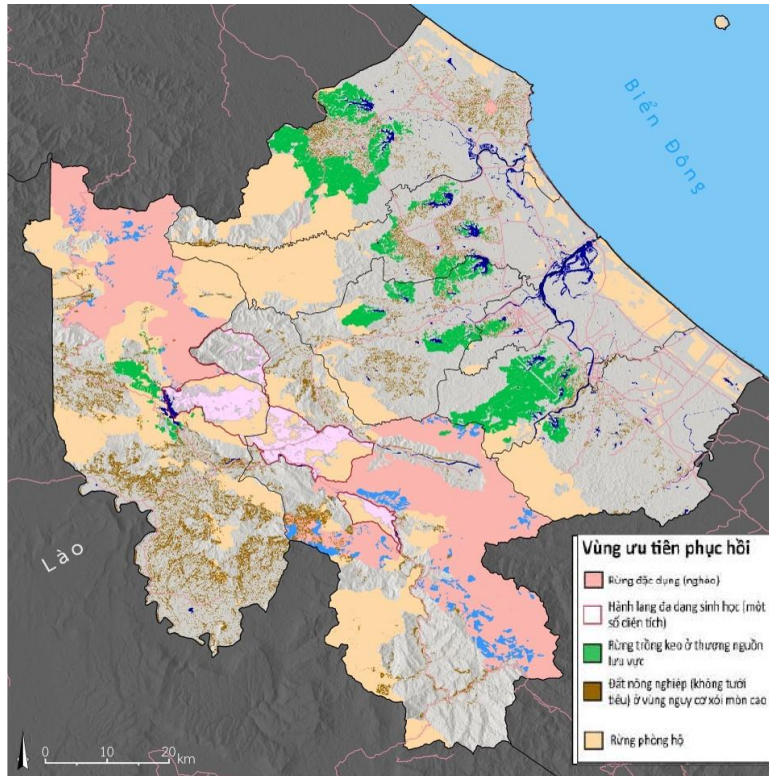 Biển Đông
Lào
0 10 20 km
Vùng ưu tiên phục hồi
Rừng đặc dụng (nghèo)
Hành lang đa dạng sinh học (một
số diện tích)
Rừng trồng keo ở thượng nguồn
lưu vực
Đất nông nghiệp (không tưới
tiêu) ở vùng nguy cơ xói mòn cao
Rừng phòng hộ